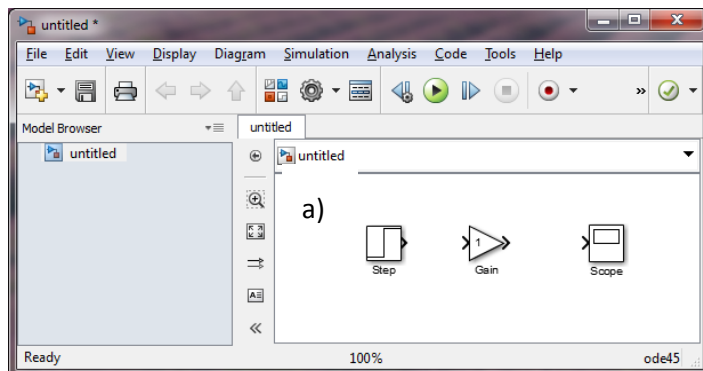 untitled *
File Edit View Display Diagram Simulation Analysis Code Tools Help
»
Model Browser
untitled
untitled
untitled
a)
1
Step
Gain
Scope
Ready
100%
ode45